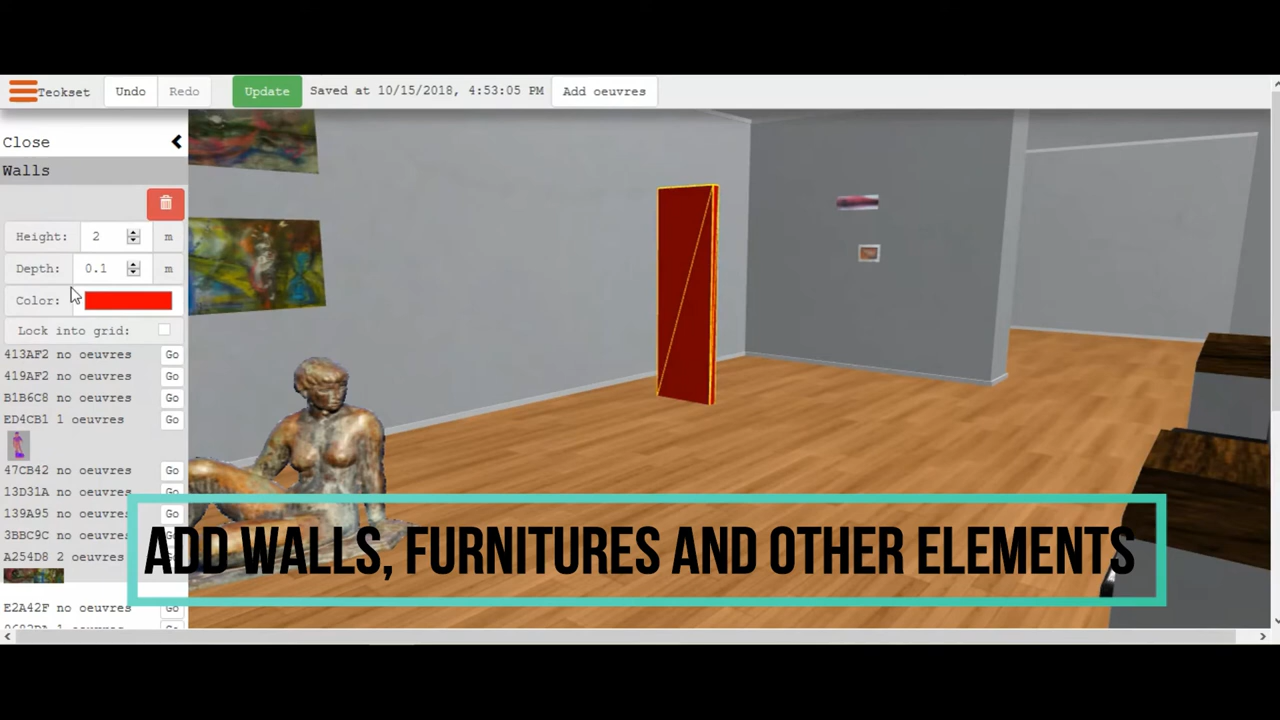 Teokset Undo Redo Update Saved at 10/15/2018, 4:53:05 PM Add oeuvres
Close
Walls
Height: 2 m
Depth: 0.1 m
Color:
Lock into grid:
413AF2 no oeuvres Go
419AF2 no oeuvres Go
B1B6C8 no oeuvres Go
ED4CB1 1 oeuvres Go
47CB42 no oeuvres Go
13D31A no oeuvres Go
139A95 no oeuvres Go
3BBC9C no oeuvres Go
A254D8 2 oeuvres Go
E2A42F no oeuvres Go
ADD WALLS, FURNITURES AND OTHER ELEMENTS